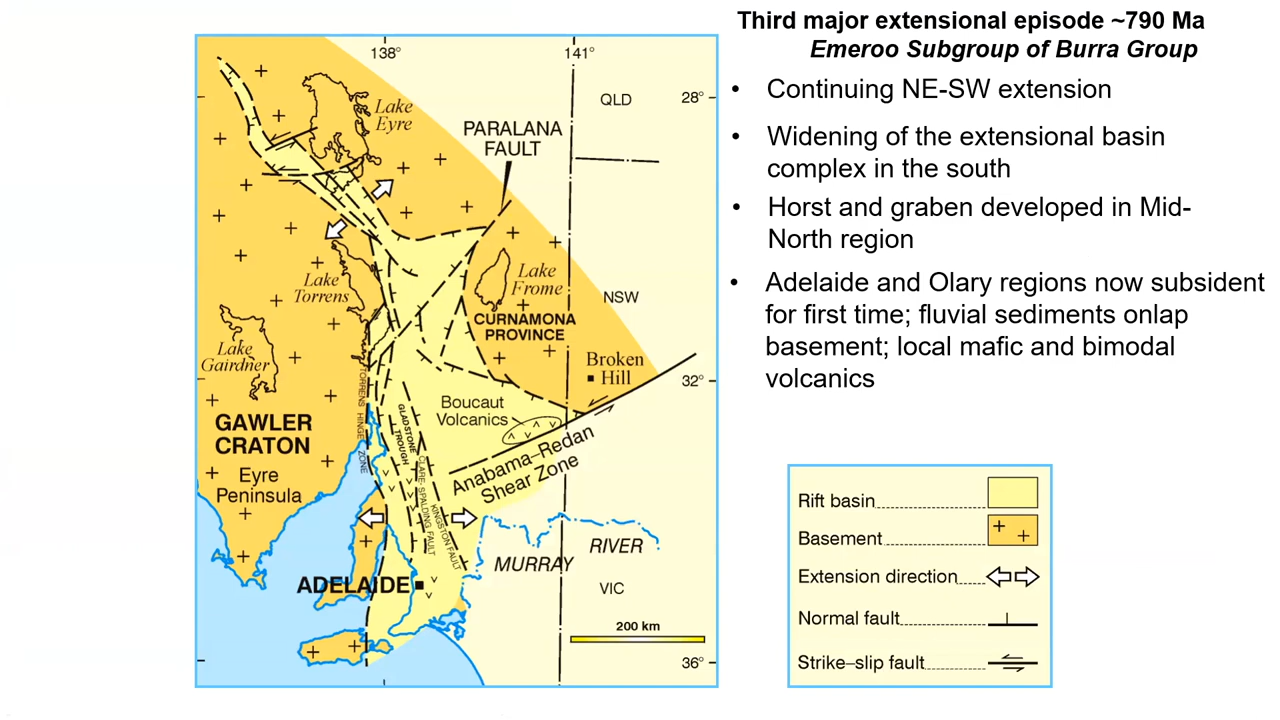 Third major extensional episode ~790 Ma
Emeroo Subgroup of Burra Group
• Continuing NE-SW extension
• Widening of the extensional basin
complex in the south
• Horst and graben developed in Mid-
North region
• Adelaide and Olary regions now subsident
for first time; fluvial sediments onlap
basement; local mafic and bimodal
volcanics
138°
141°
28°
32°
36°
QLD
NSW
VIC
Lake
Eyre
PARALANA
FAULT
Lake
Torrens
Lake
Frome
CURNAMONA
PROVINCE
Lake
Gairdner
Broken
Hill
GAWLER
CRATON
Eyre
Peninsula
TORRENS HINGE ZONE
GLADSTONE
TROUGH
CLARE-SPALDING FAULT
KINGSTON FAULT
Boucaut
Volcanics
Anabama–Redan
Shear Zone
ADELAIDE
MURRAY
RIVER
200 km
Rift basin
Basement
Extension direction
Normal fault
Strike–slip fault